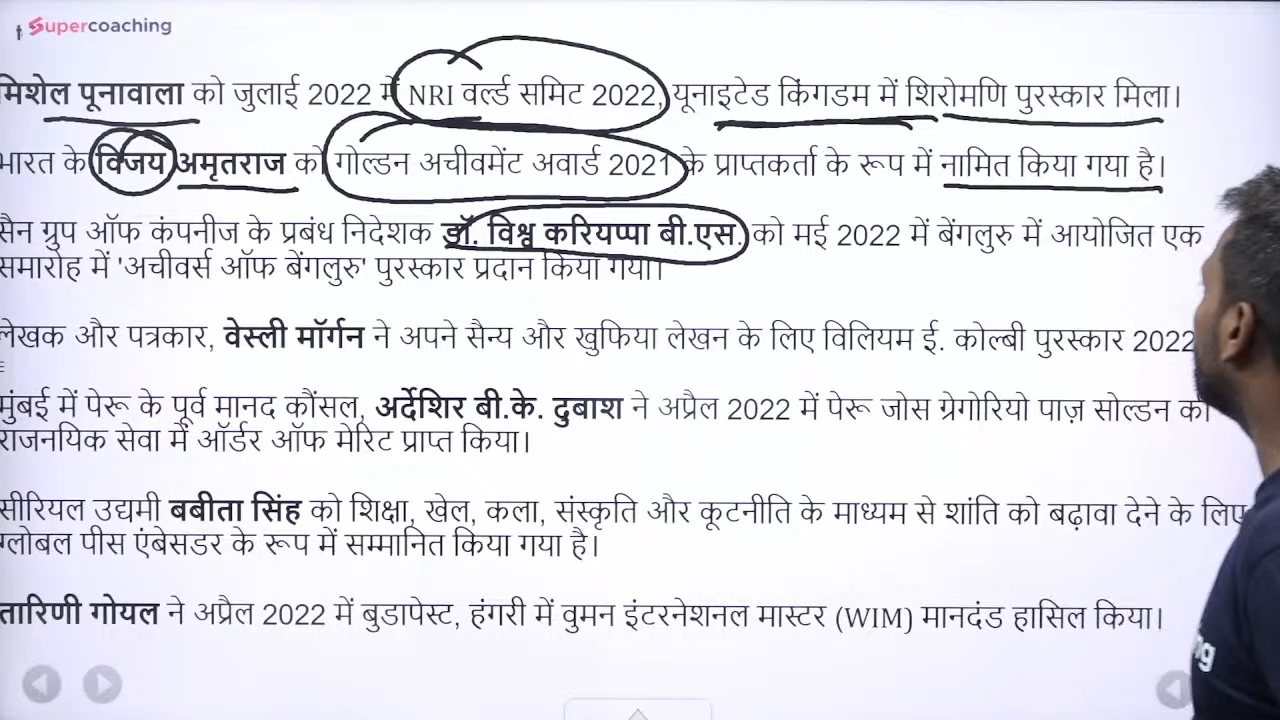 Supercoaching
मिशेल पूनावाला को जुलाई 2022 में NRI वर्ल्ड समिट 2022, यूनाइटेड किंगडम में शिरोमणि पुरस्कार मिला।
भारत के विजय अमृतराज को गोल्डन अचीवमेंट अवार्ड 2021 के प्राप्तकर्ता के रूप में नामित किया गया है।
सैन ग्रुप ऑफ कंपनीज के प्रबंध निदेशक डॉ. विश्व करियप्पा बी.एस. को मई 2022 में बेंगलुरु में आयोजित एक
समारोह में 'अचीवर्स ऑफ बेंगलुरु' पुरस्कार प्रदान किया गया।
लेखक और पत्रकार, वेस्ली मॉर्गन ने अपने सैन्य और खुफिया लेखन के लिए विलियम ई. कोल्बी पुरस्कार 2022
मुंबई में पेरू के पूर्व मानद कौंसल, अर्देशिर बी.के. दुबाश ने अप्रैल 2022 में पेरू जोस ग्रेगोरियो पाज़ सोल्डन को
राजनयिक सेवा में ऑर्डर ऑफ मेरिट प्राप्त किया।
सीरियल उद्यमी बबीता सिंह को शिक्षा, खेल, कला, संस्कृति और कूटनीति के माध्यम से शांति को बढ़ावा देने के लिए
ग्लोबल पीस एंबेसडर के रूप में सम्मानित किया गया है।
तारिणी गोयल ने अप्रैल 2022 में बुडापेस्ट, हंगरी में वुमन इंटरनेशनल मास्टर (WIM) मानदंड हासिल किया।